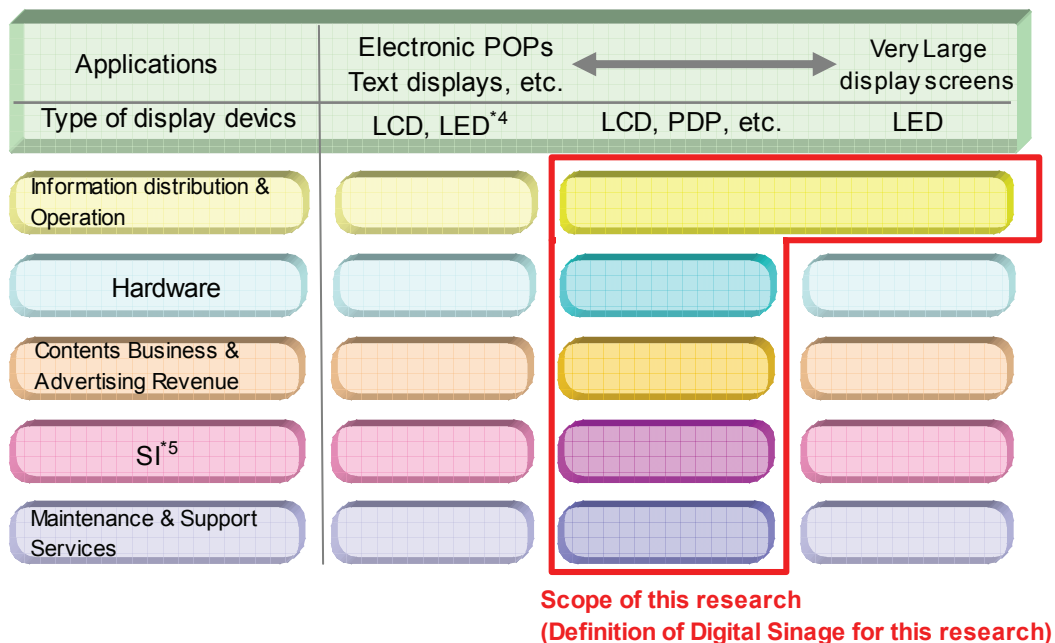 Applications
Electronic POPs
Text displays, etc.
Very Large
display screens
Type of display devics
LCD, LED*4
LCD, PDP, etc.
LED
Information distribution &
Operation
Hardware
Contents Business &
Advertising Revenue
SI*5
Maintenance & Support
Services
Scope of this research
(Definition of Digital Sinage for this research)